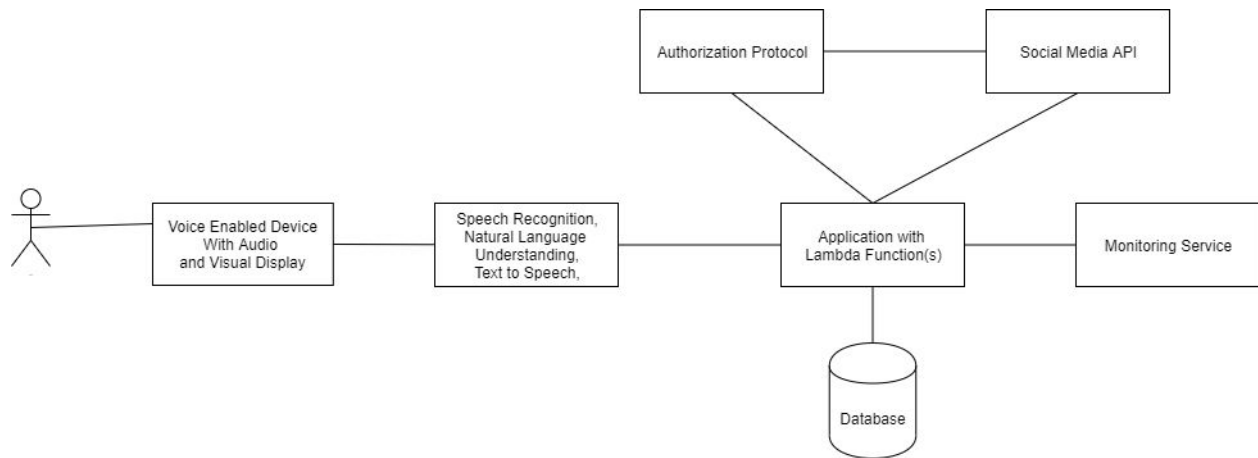 Authorization Protocol
Social Media API
Voice Enabled Device
With Audio
and Visual Display
Speech Recognition,
Natural Language
Understanding,
Text to Speech,
Application with
Lambda Function(s)
Monitoring Service
Database